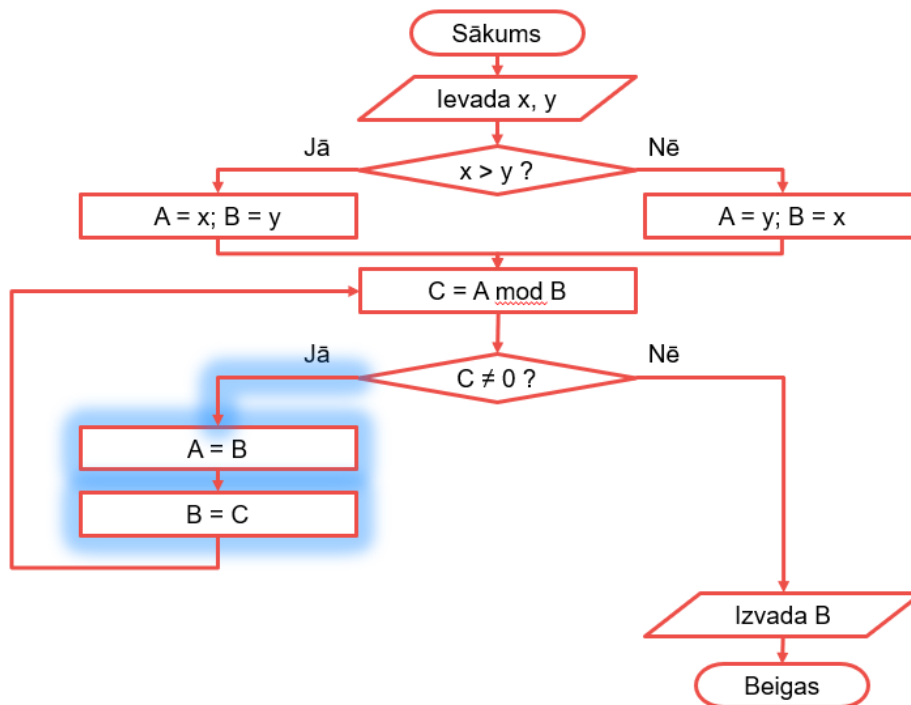 Sākums
Ievada x, y
Jā
Nē
x > y ?
A = x; B = y
A = y; B = x
C = A mod B
Jā
Nē
C ≠ 0 ?
A = B
B = C
Izvada B
Beigas